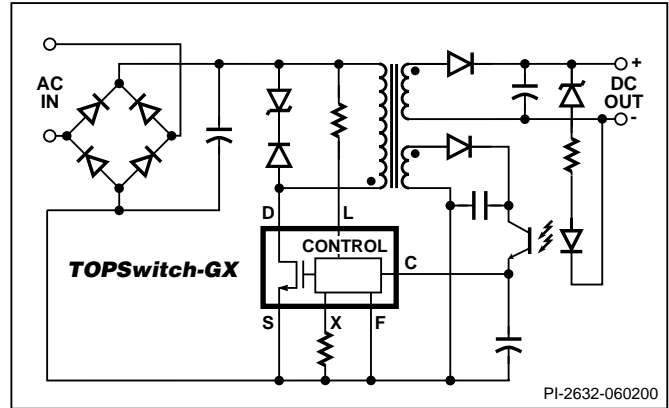 AC
IN
+
DC
OUT
-
D
L
CONTROL
C
TOPSwitch-GX
S
X
F
PI-2632-060200